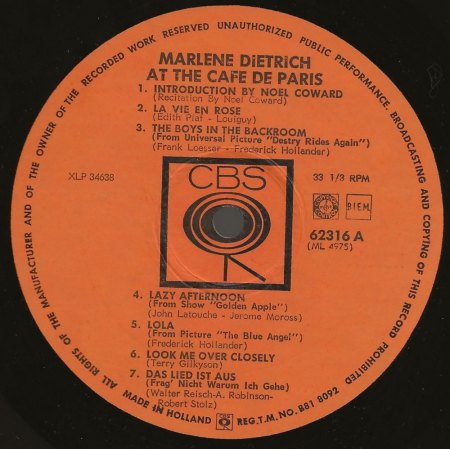 ALL RIGHTS OF THE MANUFACTURER AND OF THE OWNER OF THE RECORDED WORK RESERVED UNAUTHORIZED PUBLIC PERFORMANCE, BROADCASTING AND COPYING OF THIS RECORD PROHIBITED
MARLENE DIETRICH
AT THE CAFE DE PARIS
1. INTRODUCTION BY NOEL COWARD
(Recitation By Noel Coward)
2. LA VIE EN ROSE
(Edith Piaf - Louiguy)
3. THE BOYS IN THE BACKROOM
(From Universal Picture "Destry Rides Again")
(Frank Loesser - Frederick Hollander)
XLP 34638
CBS
33 1/3 RPM
B.I.E.M.
62316 A
(ML 4975)
4. LAZY AFTERNOON
(From Show "Golden Apple")
(John Latouche - Jerome Moross)
5. LOLA
(From Picture "The Blue Angel")
(Frederick Hollander)
6. LOOK ME OVER CLOSELY
(Terry Gilkyson)
7. DAS LIED IST AUS
(Frag' Nicht Warum Ich Gehe)
(Walter Reisch-A. Robinson-
Robert Stolz)
MADE IN HOLLAND
REG.T.M.NO. B81 8092